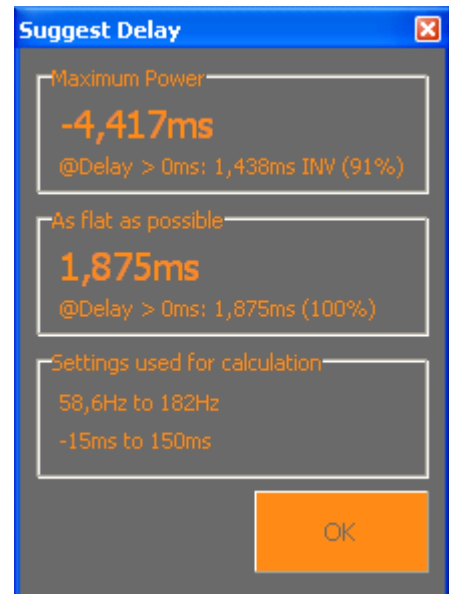 Suggest Delay
Maximum Power
-4,417ms
@Delay > 0ms: 1,438ms INV (91%)
As flat as possible
1,875ms
@Delay > 0ms: 1,875ms (100%)
Settings used for calculation
58,6Hz to 182Hz
-15ms to 150ms
OK